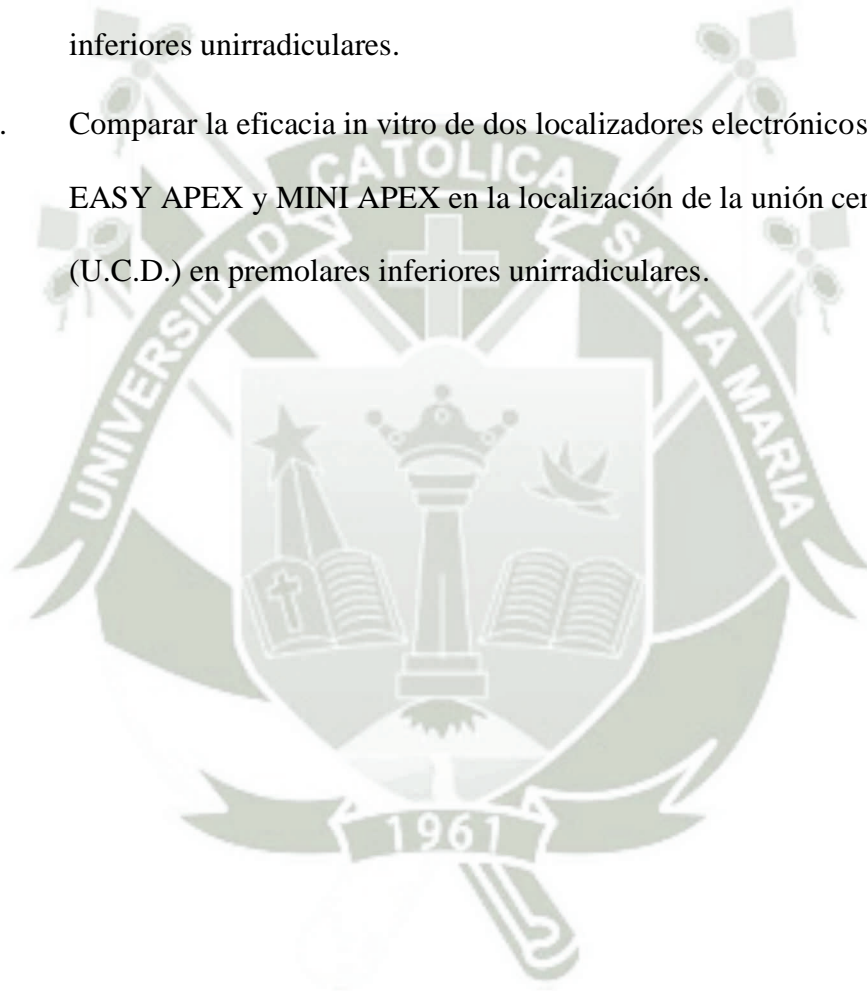 inferiores unirradiculares.
. Comparar la eficacia in vitro de dos localizadores electrónicos
EASY APEX y MINI APEX en la localización de la unión
(U.C.D.) en premolares inferiores unirradiculares.
UNIVERSIDAD CATOLICA SANTA MARIA
1961